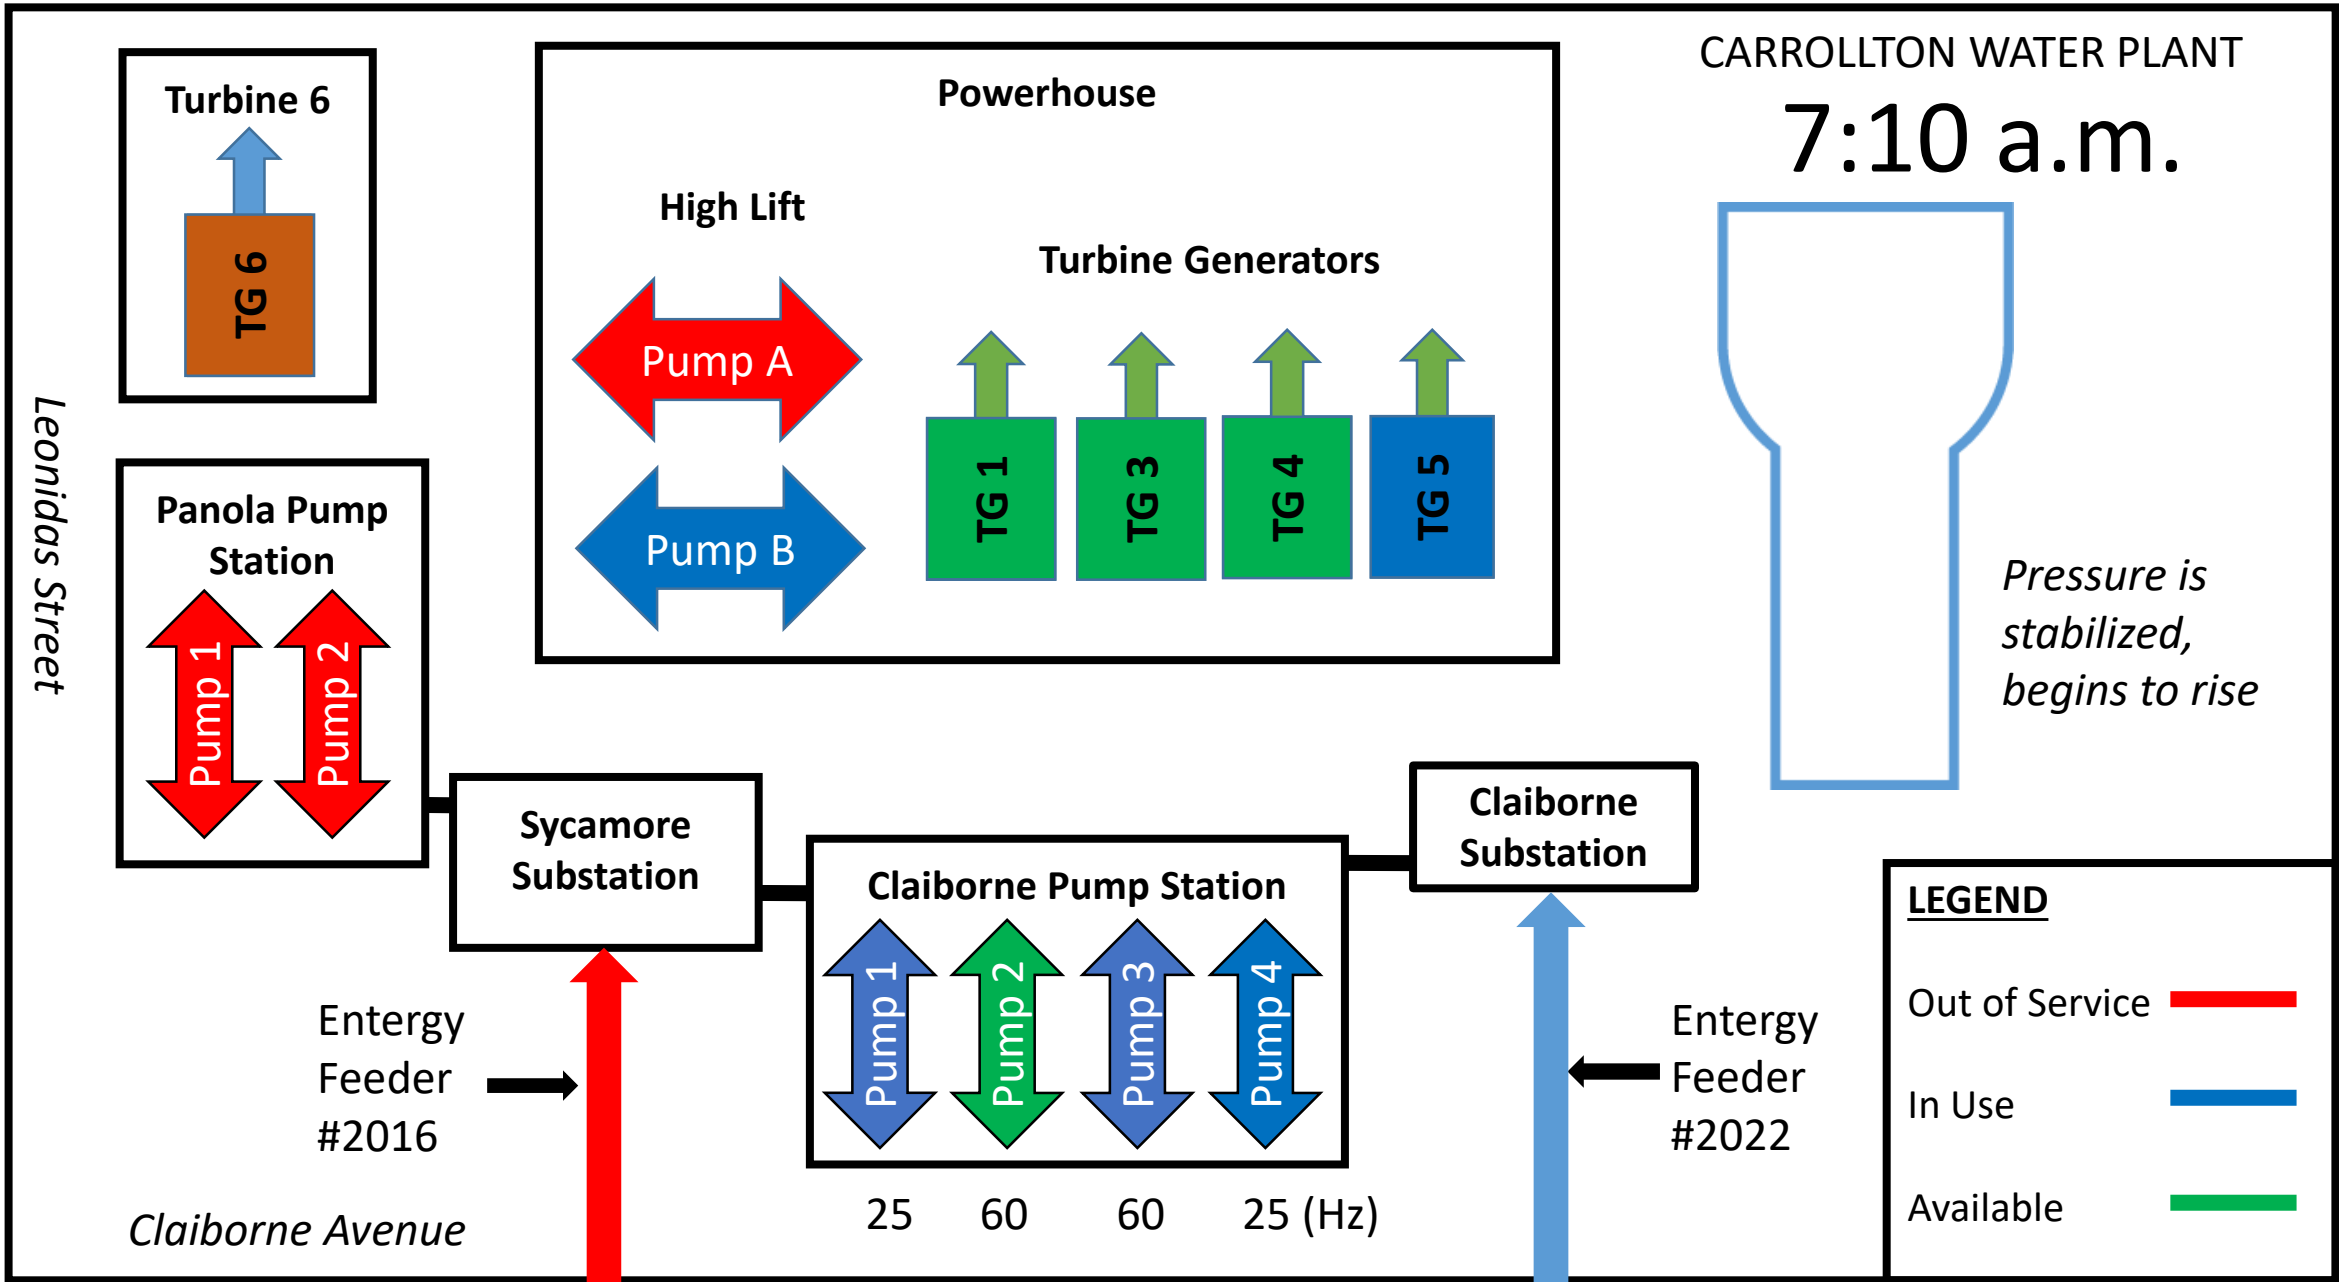 CARROLLTON WATER PLANT
7:10 a.m.
Turbine 6
TG 6
Powerhouse
High Lift
Pump A
Pump B
Turbine Generators
TG 1
TG 3
TG 4
TG 5
Leonidas Street
Panola Pump
Station
Pump 1
Pump 2
Pressure is
stabilized,
begins to rise
Sycamore
Substation
Claiborne Pump Station
Pump 1
Pump 2
Pump 3
Pump 4
25 60 60 25 (Hz)
Claiborne
Substation
Entergy
Feeder
#2016
Entergy
Feeder
#2022
Claiborne Avenue
LEGEND
Out of Service
In Use
Available